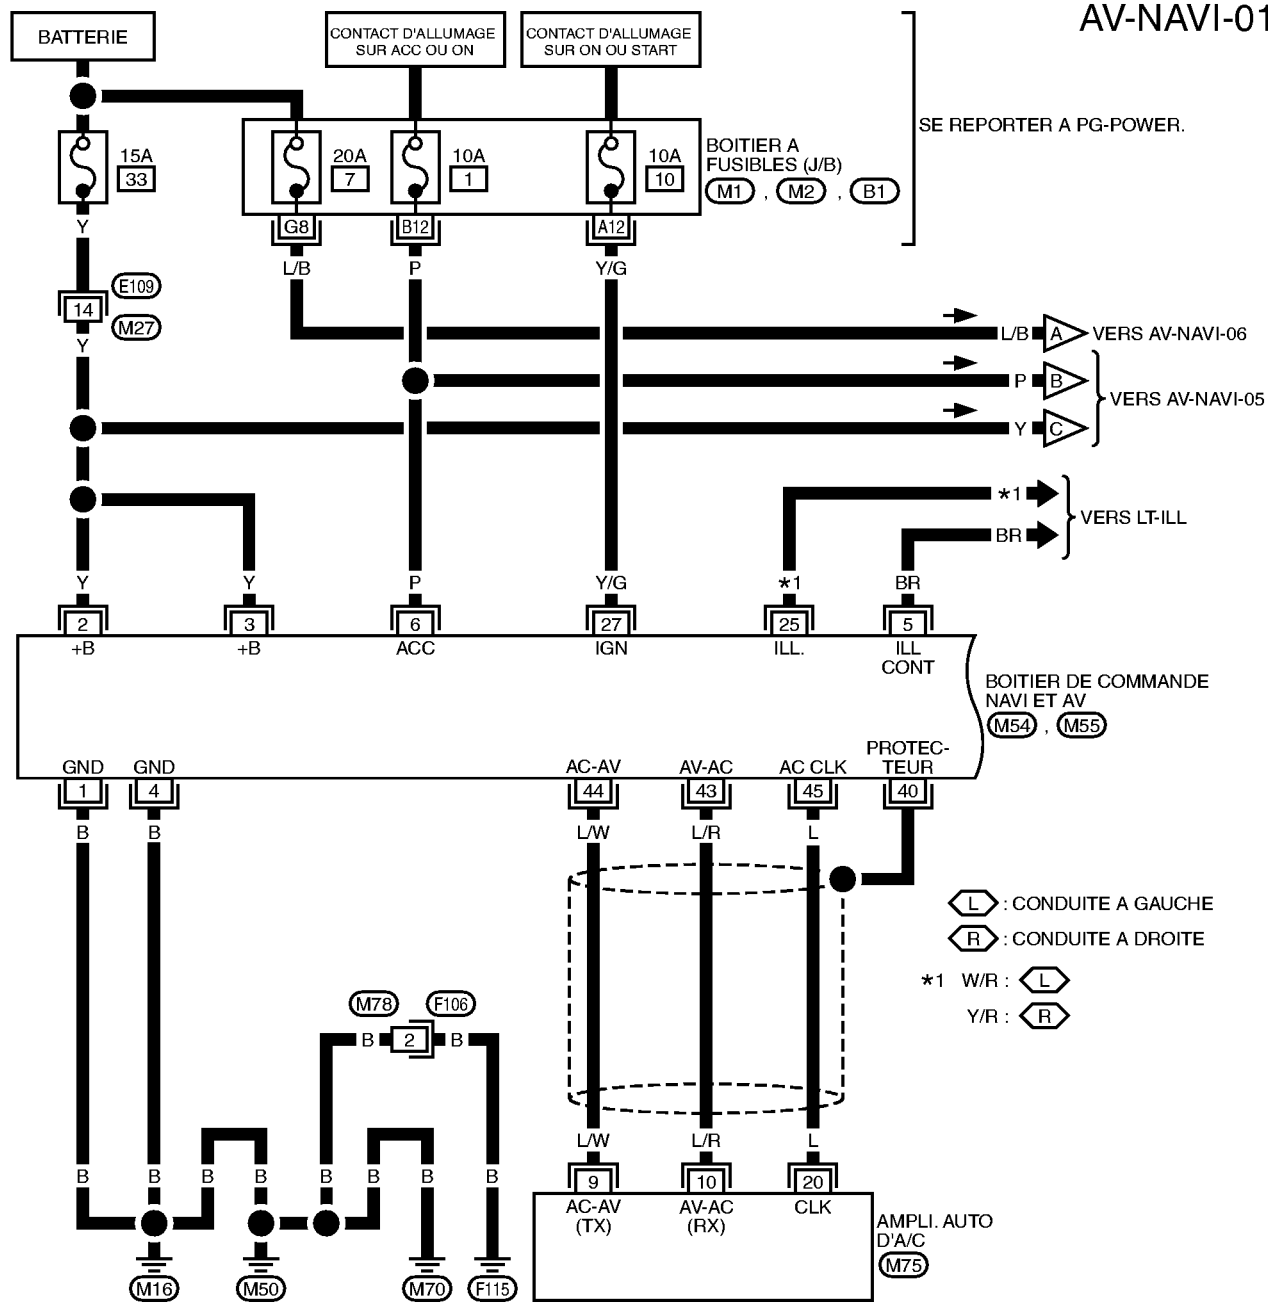 AV-NAVI-01
BATTERIE
CONTACT D'ALLUMAGE
SUR ACC OU ON
CONTACT D'ALLUMAGE
SUR ON OU START
SE REPORTER A PG-POWER.
15A
33
20A
7
10A
1
10A
10
BOITIER A
FUSIBLES (J/B)
M1 , M2 , B1
Y
G8
B12
A12
L/B
P
Y/G
14
E109
M27
Y
L/B
A
VERS AV-NAVI-06
P
B
Y
C
VERS AV-NAVI-05
*1
BR
VERS LT-ILL
Y
Y
P
Y/G
*1
BR
2
3
6
27
25
5
+B
+B
ACC
IGN
ILL.
ILL
CONT
BOITIER DE COMMANDE
NAVI ET AV
M54 , M55
GND
GND
AC-AV
AV-AC
AC CLK
PROTEC-
TEUR
1
4
44
43
45
40
B
B
L/W
L/R
L
L : CONDUITE A GAUCHE
R : CONDUITE A DROITE
*1 W/R : L
Y/R : R
M78
F106
B
2
B
L/W
L/R
L
B
B
B
B
B
B
B
B
9
10
20
AC-AV
(TX)
AV-AC
(RX)
CLK
AMPLI. AUTO
D'A/C
M75
M16
M50
M70
F115